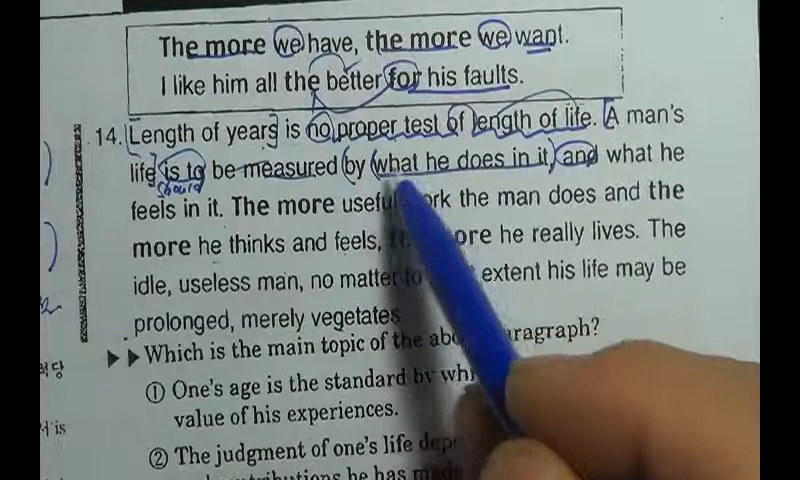 The more we have, the more we want.
I like him all the better for his faults.
14. Length of years is no proper test of length of life. A man's
life is to be measured by what he does in it, and what he
should
feels in it. The more useful work the man does and the
more he thinks and feels, more he really lives. The
idle, useless man, no matter to extent his life may be
prolonged, merely vegetates
▶▶ Which is the main topic of the paragraph?
① One's age is the standard by
value of his experiences.
② The judgment of one's life
contributions he has made
is